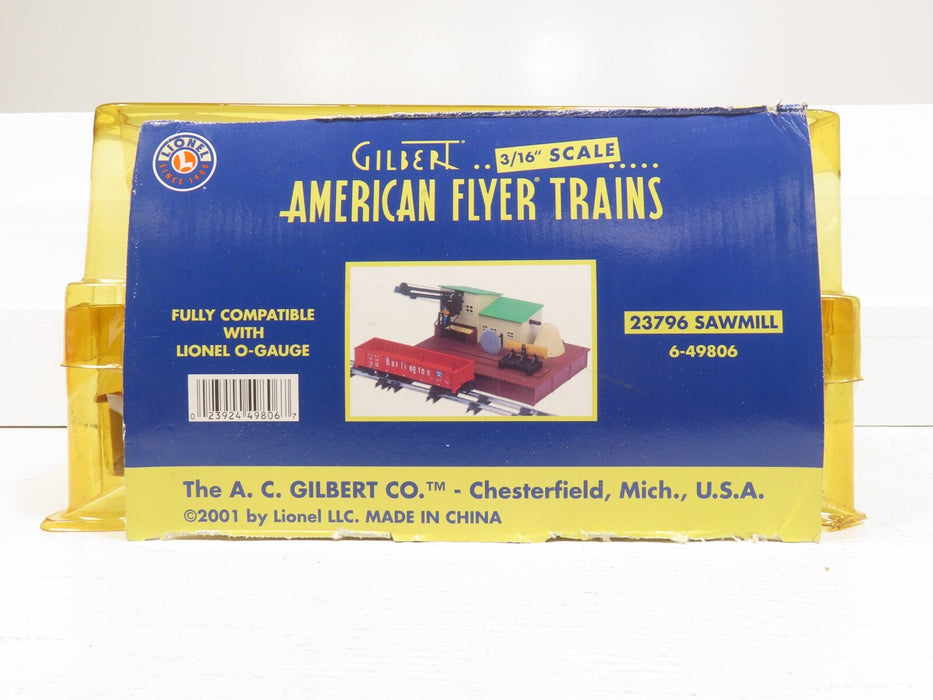 LIONEL
L
SINCE 1900
GILBERT® .. 3/16" SCALE .....
AMERICAN FLYER® TRAINS
FULLY COMPATIBLE
WITH
LIONEL O-GAUGE
0 23924 49806 7
Burlington
23796 SAWMILL
6-49806
The A. C. GILBERT CO.™ - Chesterfield, Mich., U.S.A.
©2001 by Lionel LLC. MADE IN CHINA